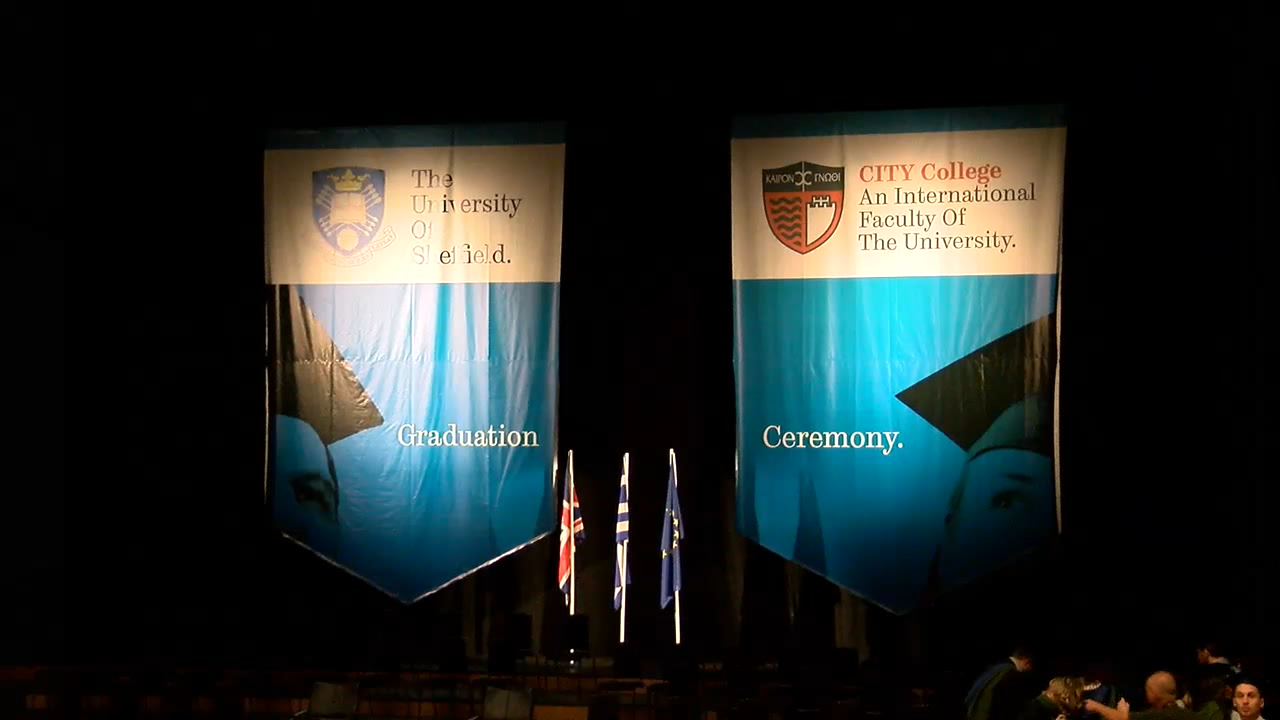 The
University
Of
Sheffield.
Graduation
ΚΑΙΡΟΝ ΓΝΩΘΙ
CITY College
An International
Faculty Of
The University.
Ceremony.